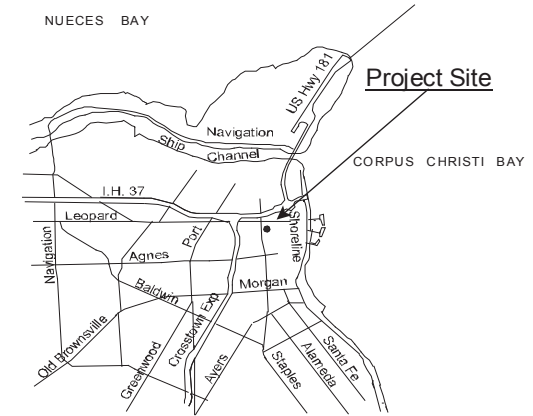 NUECES BAY
US Hwy 181
Project Site
Navigation
Ship Channel
CORPUS CHRISTI BAY
I.H. 37
Leopard
Port
Shoreline
Navigation
Agnes
Baldwin
Morgan
Crosstown Exp
Old Brownsville
Greenwood
Ayers
Staples
Alameda
Santa Fe